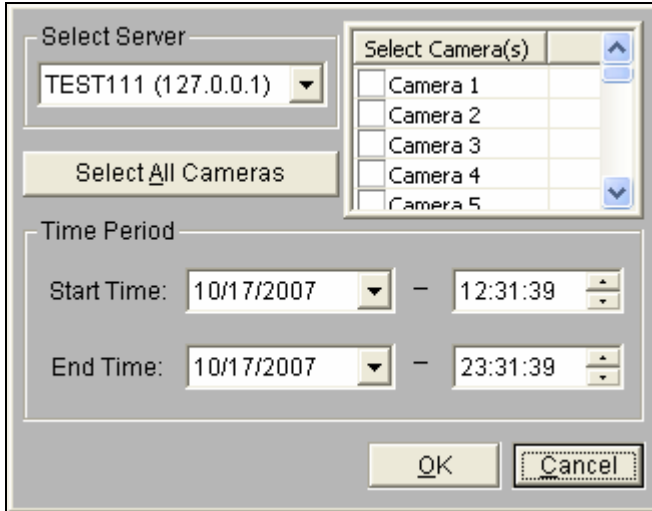 Select Server
TEST111 (127.0.0.1)
Select All Cameras
Select Camera(s)
Camera 1
Camera 2
Camera 3
Camera 4
Camera 5
Time Period
Start Time: 10/17/2007 – 12:31:39
End Time: 10/17/2007 – 23:31:39
OK Cancel